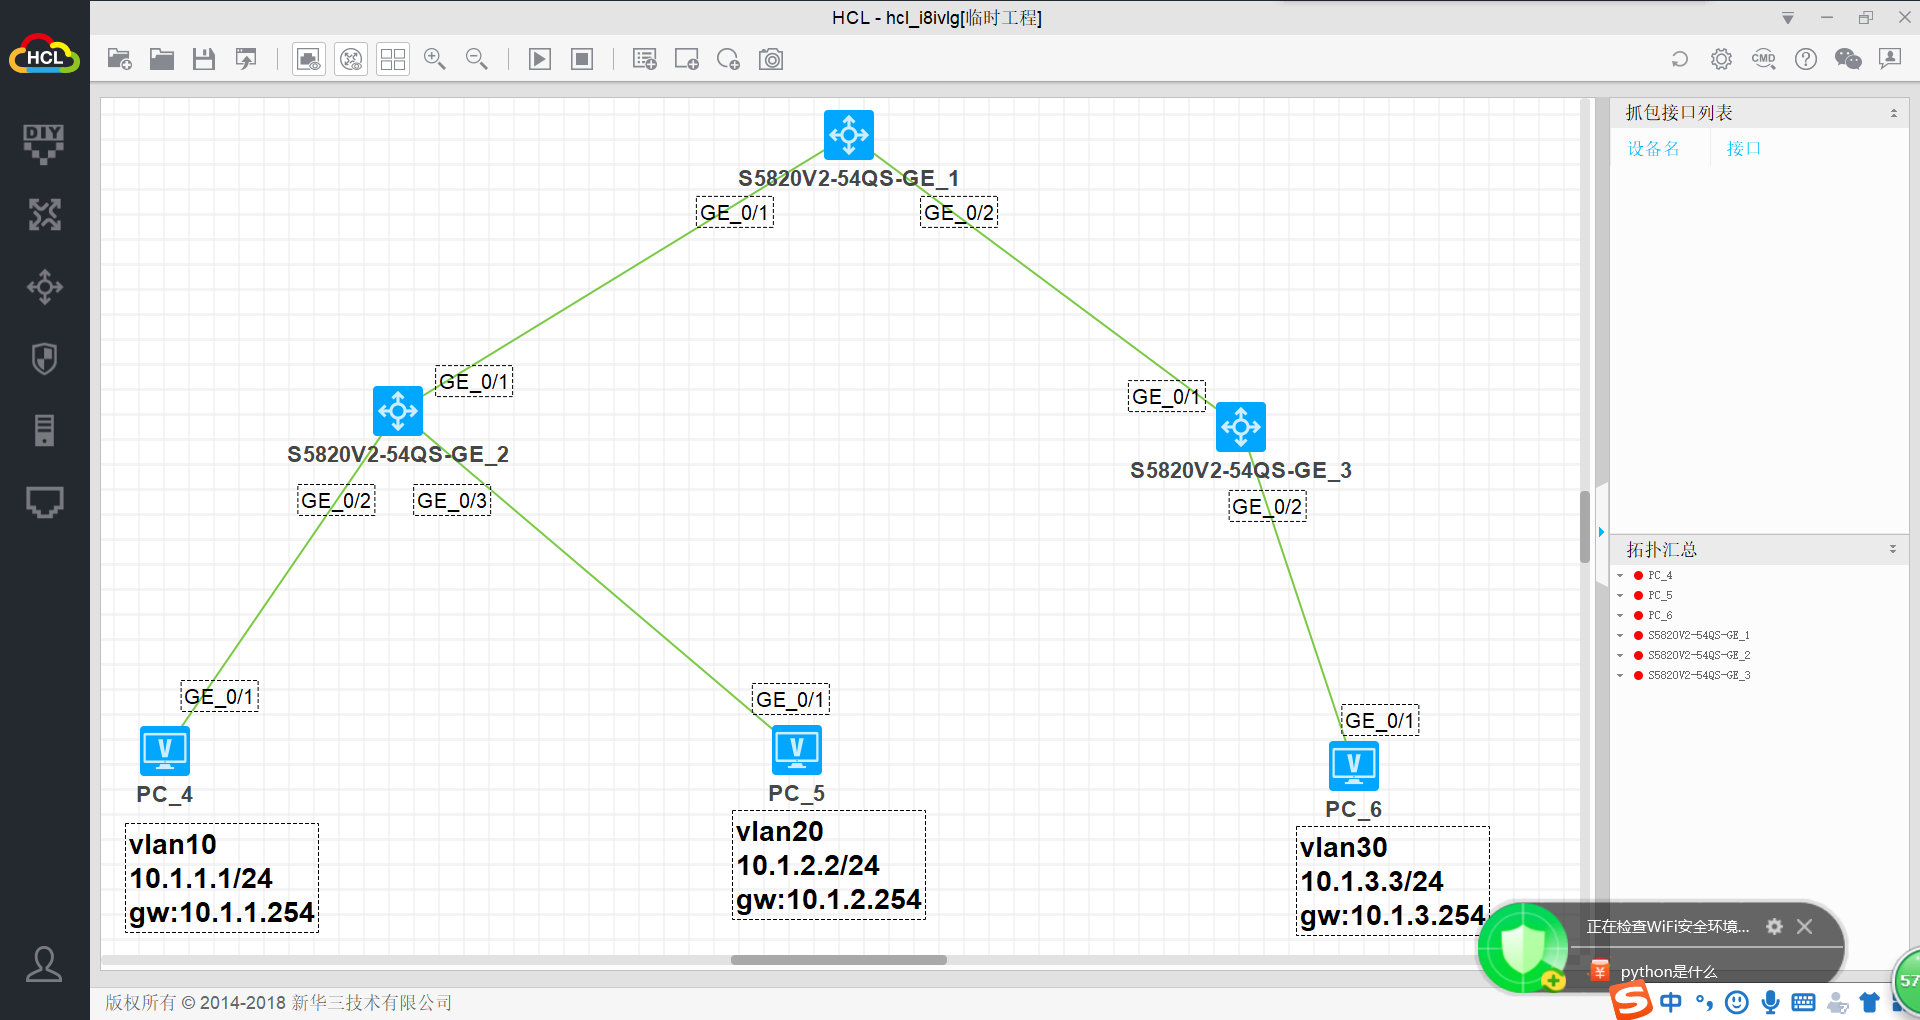 HCL - hcl_i8ivlg[临时工程]
HCL
CMD
DIY
抓包接口列表
设备名
接口
S5820V2-54QS-GE_1
GE_0/1
GE_0/2
GE_0/1
S5820V2-54QS-GE_2
GE_0/2
GE_0/3
GE_0/1
S5820V2-54QS-GE_3
GE_0/2
GE_0/1
V
PC_4
vlan10
10.1.1.1/24
gw:10.1.1.254
GE_0/1
V
PC_5
vlan20
10.1.2.2/24
gw:10.1.2.254
GE_0/1
V
PC_6
vlan30
10.1.3.3/24
gw:10.1.3.254
拓扑汇总
PC_4
PC_5
PC_6
S5820V2-54QS-GE_1
S5820V2-54QS-GE_2
S5820V2-54QS-GE_3
正在检查WiFi安全环境...
python是什么
57
S
中
版权所有 © 2014-2018 新华三技术有限公司